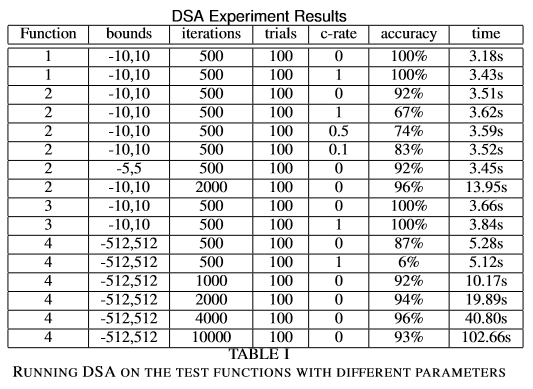 DSA Experiment Results
Function bounds iterations trials c-rate accuracy time
1 -10,10 500 100 0 100% 3.18s
1 -10,10 500 100 1 100% 3.43s
2 -10,10 500 100 0 92% 3.51s
2 -10,10 500 100 1 67% 3.62s
2 -10,10 500 100 0.5 74% 3.59s
2 -10,10 500 100 0.1 83% 3.52s
2 -5,5 500 100 0 92% 3.45s
2 -10,10 2000 100 0 96% 13.95s
3 -10,10 500 100 0 100% 3.66s
3 -10,10 500 100 1 100% 3.84s
4 -512,512 500 100 0 87% 5.28s
4 -512,512 500 100 1 6% 5.12s
4 -512,512 1000 100 0 92% 10.17s
4 -512,512 2000 100 0 94% 19.89s
4 -512,512 4000 100 0 96% 40.80s
4 -512,512 10000 100 0 93% 102.66s
TABLE I
RUNNING DSA ON THE TEST FUNCTIONS WITH DIFFERENT PARAMETERS